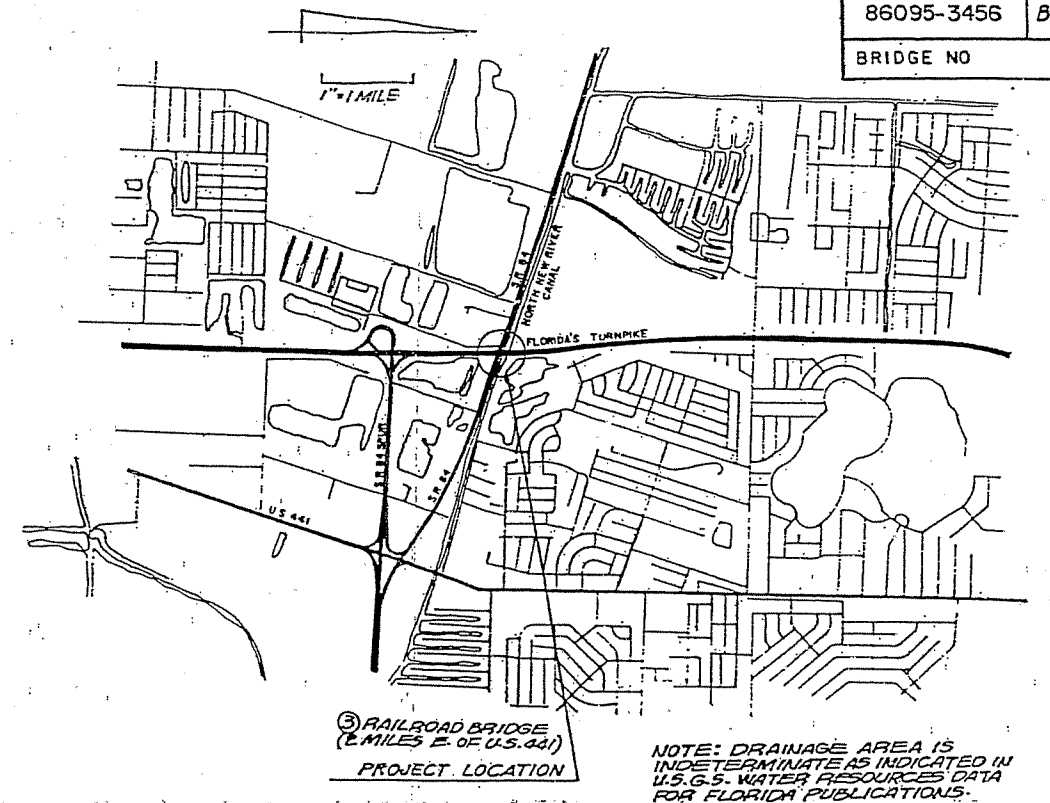 86095-3456 B
BRIDGE NO
1"=1 MILE
S.R. 84
NORTH NEW RIVER
CANAL
FLORIDA'S TURNPIKE
S.R. 84 SPUR
S.R. 84
U.S 441
③ RAILROAD BRIDGE
(2 MILES E. OF U.S. 441)
PROJECT LOCATION
NOTE: DRAINAGE AREA IS
INDETERMINATE AS INDICATED IN
U.S.G.S. WATER RESOURCES DATA
FOR FLORIDA PUBLICATIONS.